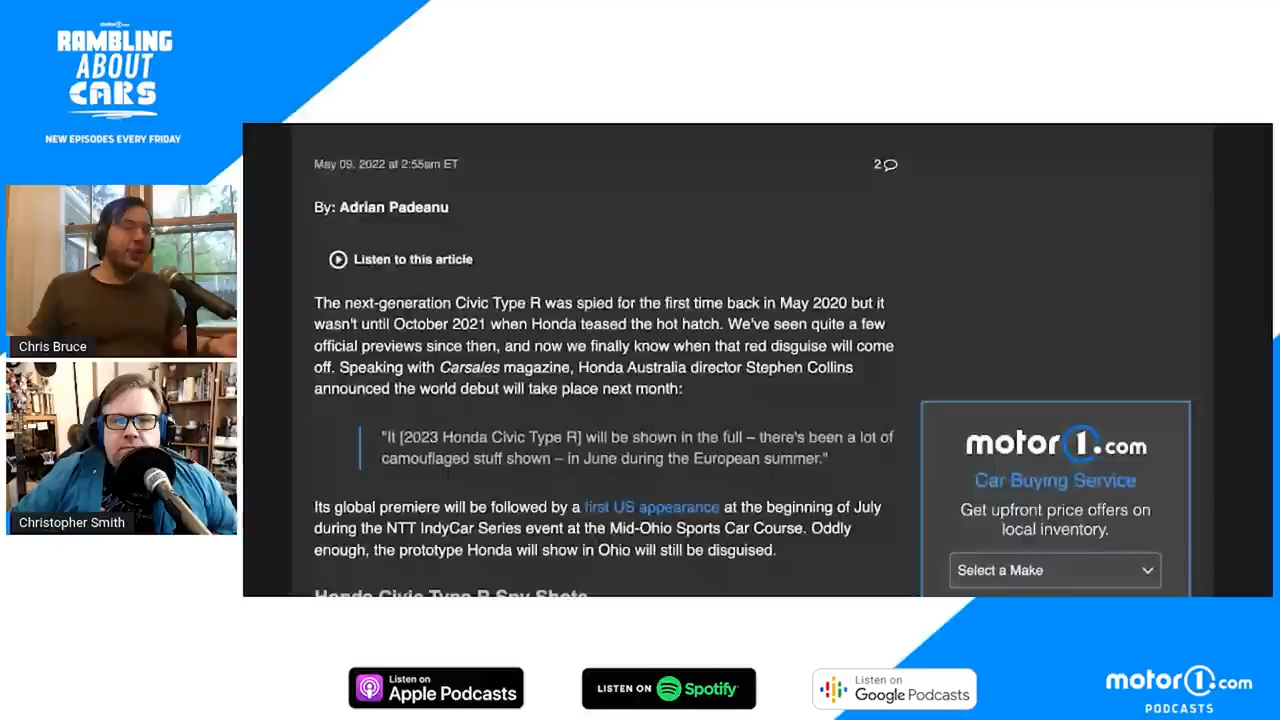 motor1.com
RAMBLING
ABOUT
CARS
NEW EPISODES EVERY FRIDAY
Chris Bruce
Christopher Smith
May 09, 2022 at 2:55am ET
2
By: Adrian Padeanu
Listen to this article
The next-generation Civic Type R was spied for the first time back in May 2020 but it
wasn't until October 2021 when Honda teased the hot hatch. We've seen quite a few
official previews since then, and now we finally know when that red disguise will come
off. Speaking with Carsales magazine, Honda Australia director Stephen Collins
announced the world debut will take place next month:
"It [2023 Honda Civic Type R] will be shown in the full – there's been a lot of
camouflaged stuff shown – in June during the European summer."
Its global premiere will be followed by a first US appearance at the beginning of July
during the NTT IndyCar Series event at the Mid-Ohio Sports Car Course. Oddly
enough, the prototype Honda will show in Ohio will still be disguised.
Honda Civic Type R Spy Shots
motor1.com
Car Buying Service
Get upfront price offers on
local inventory.
Select a Make
Listen on
Apple Podcasts
LISTEN ON Spotify
Listen on
Google Podcasts
motor1.com
PODCASTS